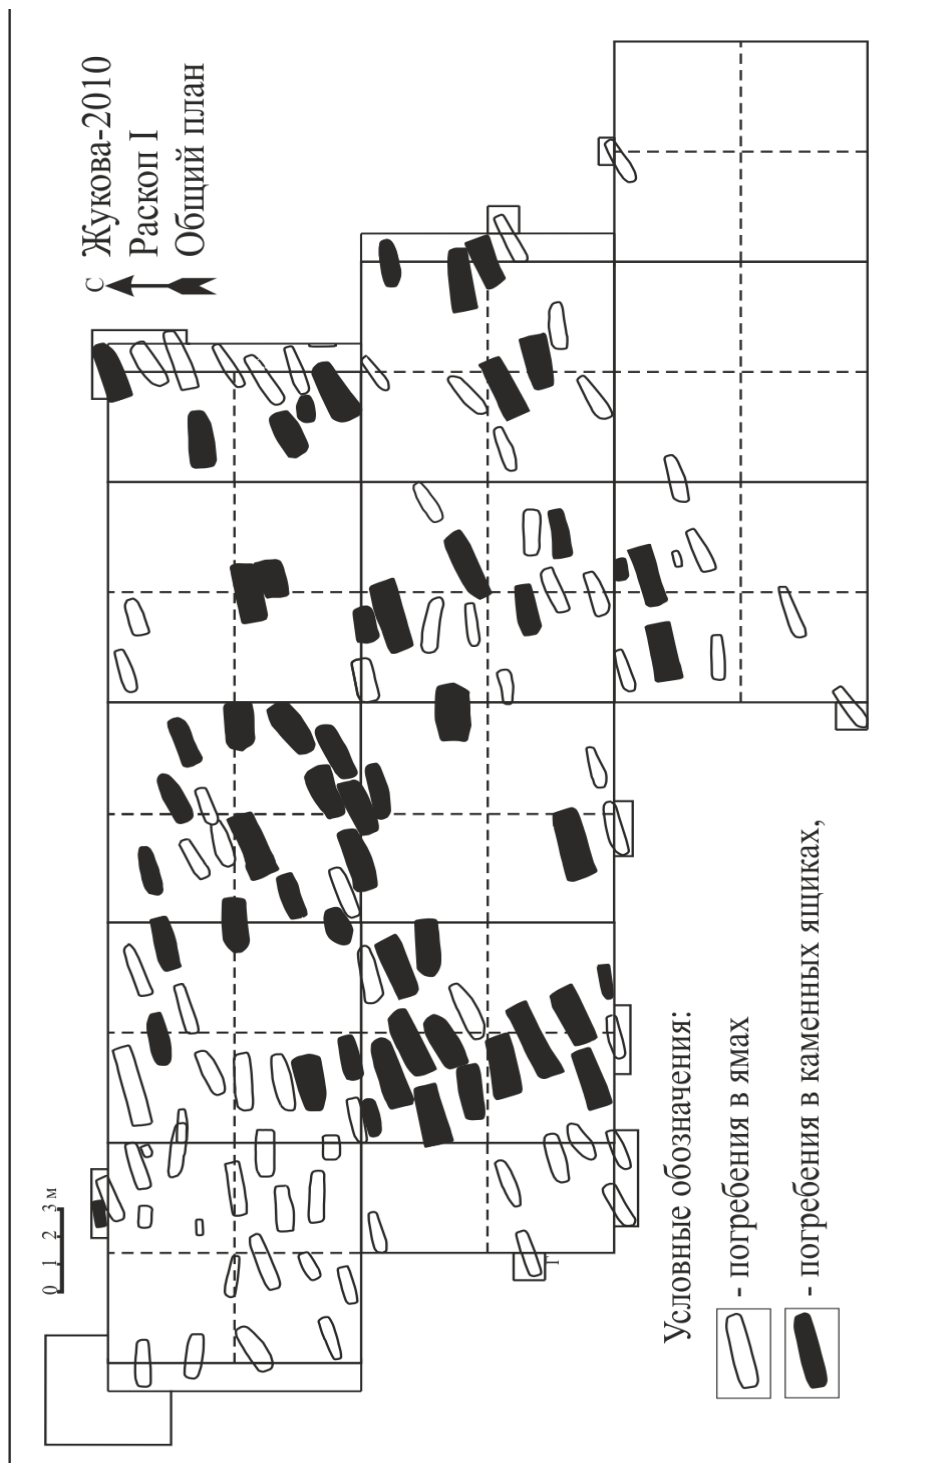 Жукова-2010
Раскоп I
Общий план
С
0 1 2 3 м
Г
Условные обозначения:
- погребения в ямах
- погребения в каменных ящиках,